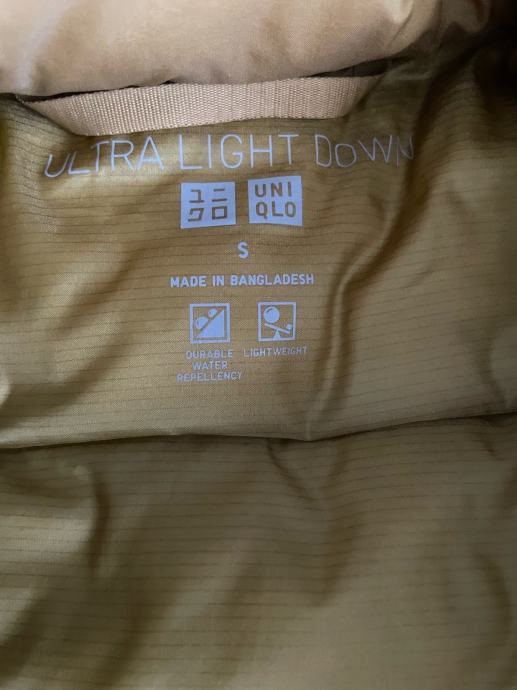 ULTRA LIGHT DOWN
ユニ UNI
クロ QLO
S
MADE IN BANGLADESH
DURABLE LIGHTWEIGHT
WATER
REPELLENCY